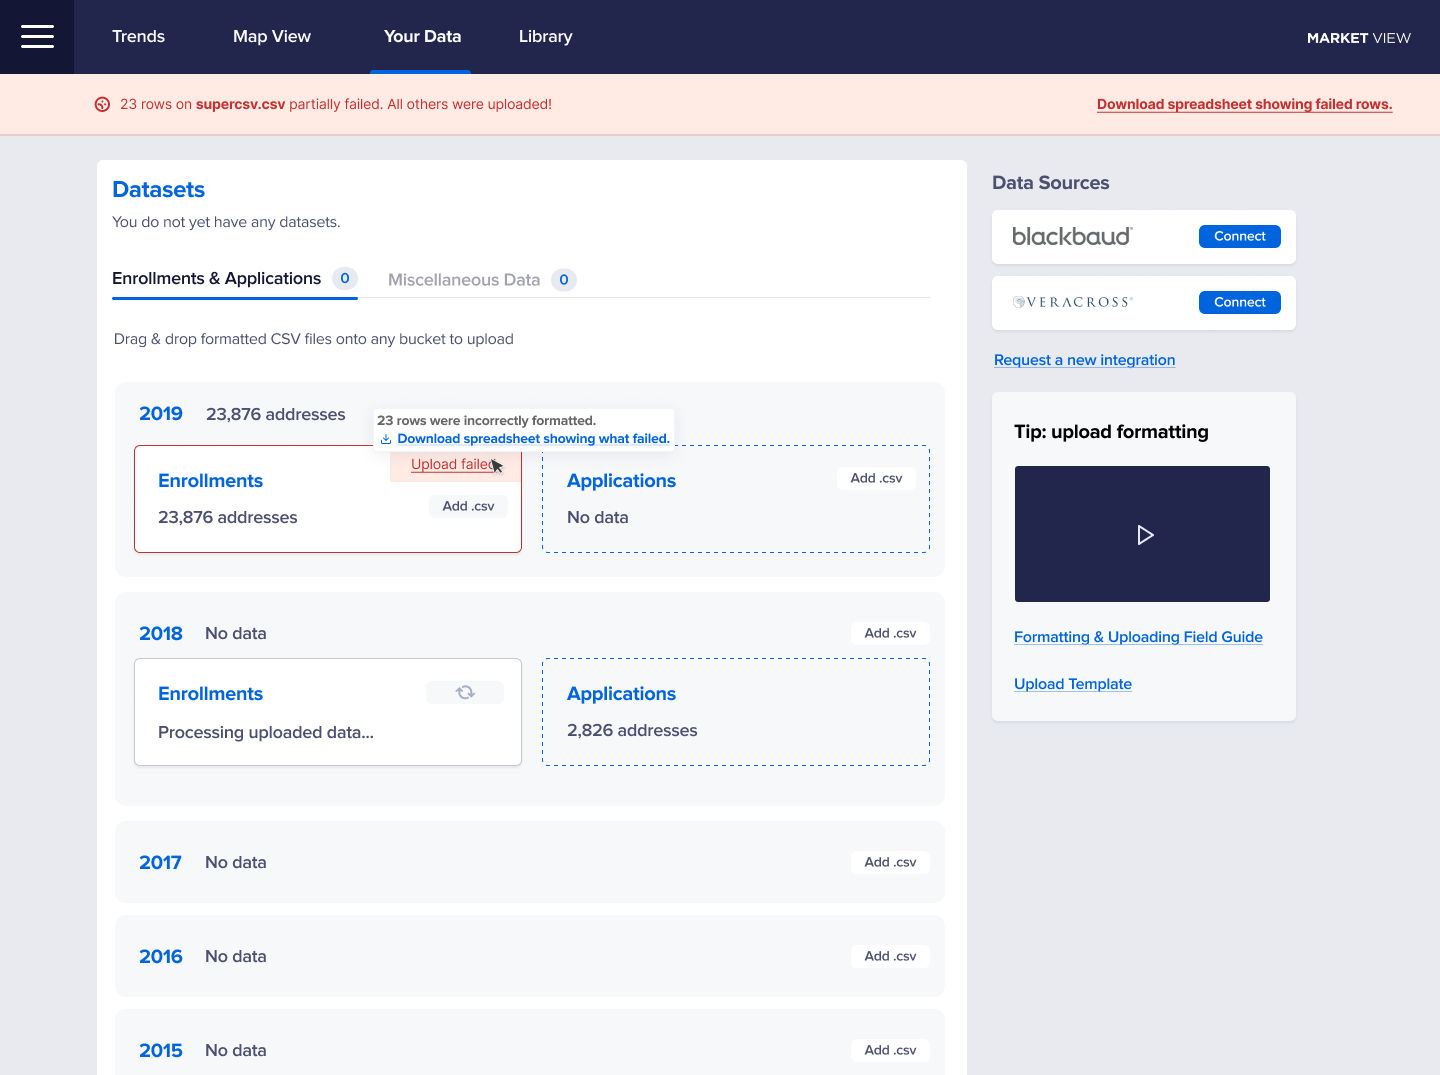 Trends
Map View
Your Data
Library
MARKET VIEW
23 rows on supercsv.csv partially failed. All others were uploaded!
Download spreadsheet showing failed rows.
Datasets
You do not yet have any datasets.
Enrollments & Applications 0
Miscellaneous Data 0
Drag & drop formatted CSV files onto any bucket to upload
2019 23,876 addresses
23 rows were incorrectly formatted.
Download spreadsheet showing what failed.
Upload failed
Enrollments
Add .csv
23,876 addresses
Applications
Add .csv
No data
2018 No data
Add .csv
Enrollments
Processing uploaded data...
Applications
2,826 addresses
2017 No data
Add .csv
2016 No data
Add .csv
2015 No data
Add .csv
Data Sources
blackbaud
Connect
VERACROSS
Connect
Request a new integration
Tip: upload formatting
Formatting & Uploading Field Guide
Upload Template